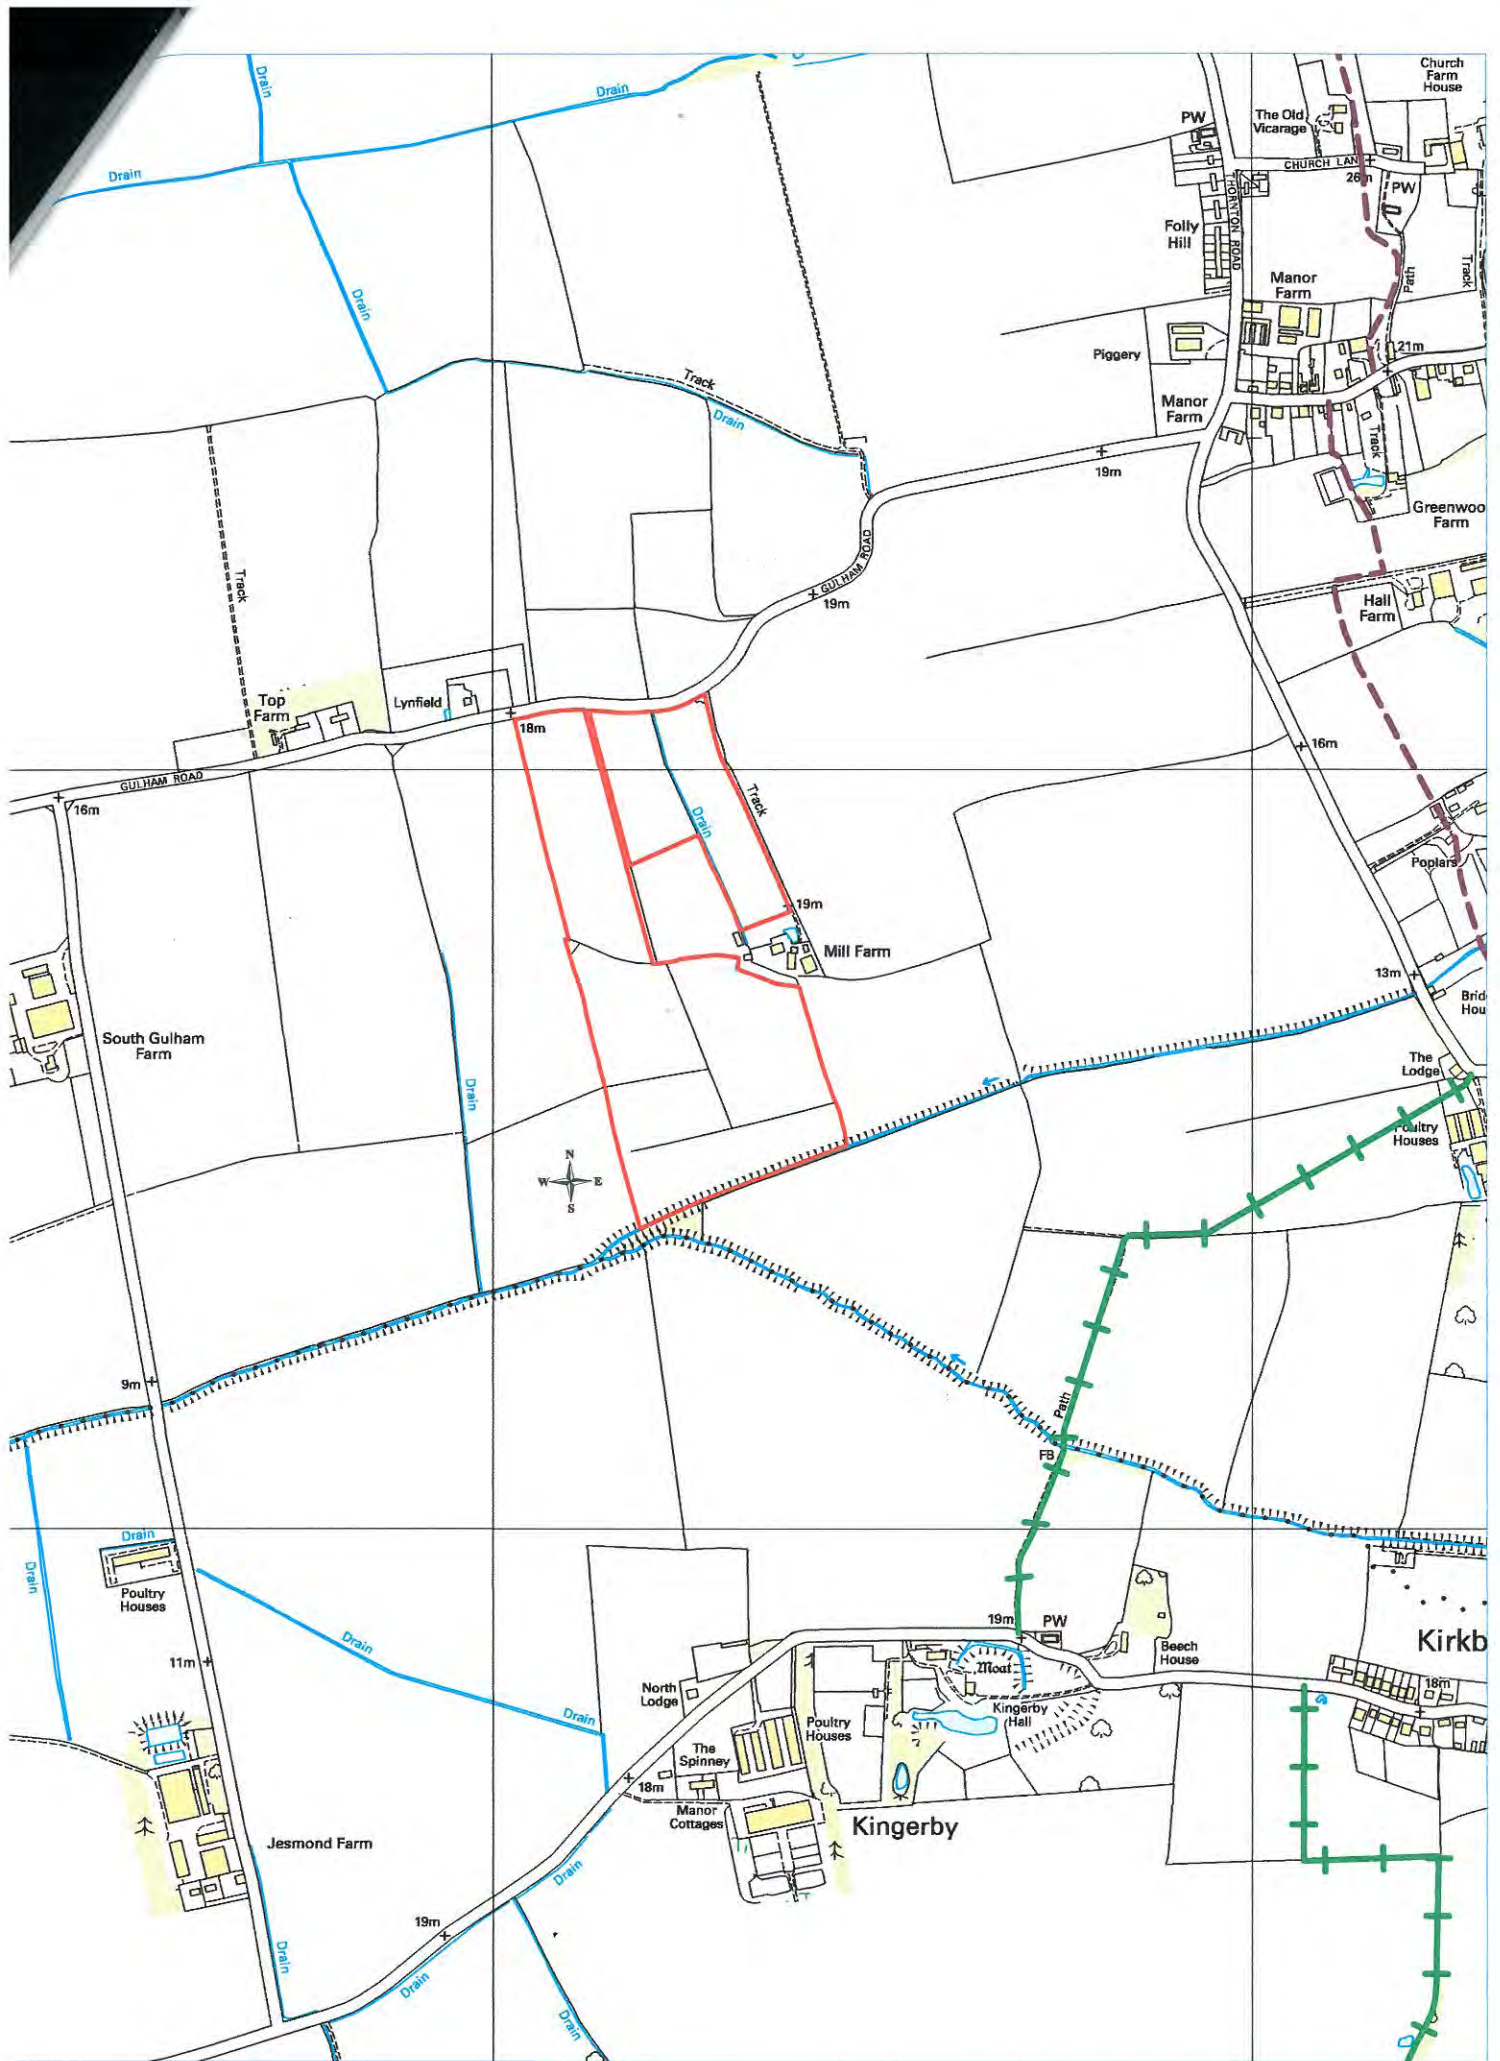 Drain
Drain
Drain
Drain
PW
The Old
Vicarage
Church
Farm
House
CHURCH LAN
26m
PW
THORNTON ROAD
Folly
Hill
Path
Track
Manor
Farm
Piggery
21m
Track
Drain
Manor
Farm
Track
19m
Greenwoo
Farm
GULHAM ROAD
19m
Track
Hall
Farm
Top
Farm
Lynfield
18m
16m
GULHAM ROAD
16m
Track
Drain
Poplars
19m
Mill Farm
13m
Brid
Hou
South Gulham
Farm
The
Lodge
Drain
Poultry
Houses
N
W
E
S
9m
Path
FB
Drain
Drain
Poultry
Houses
19m
PW
Kirkb
Drain
Beech
House
11m
Moat
North
Lodge
18m
Kingerby
Hall
Drain
Poultry
Houses
The
Spinney
18m
Manor
Cottages
Kingerby
Jesmond Farm
Drain
19m
Drain
Drain
Drain